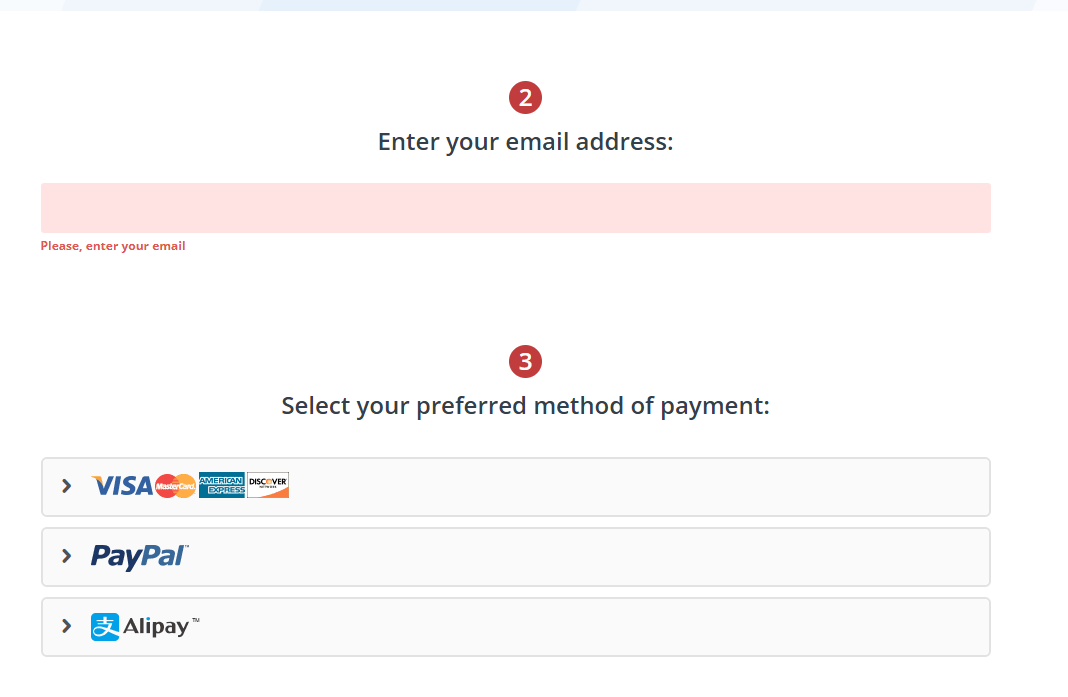 2
Enter your email address:
Please, enter your email
3
Select your preferred method of payment:
VISA MasterCard AMERICAN EXPRESS DISCOVER
PayPal™
支 Alipay™